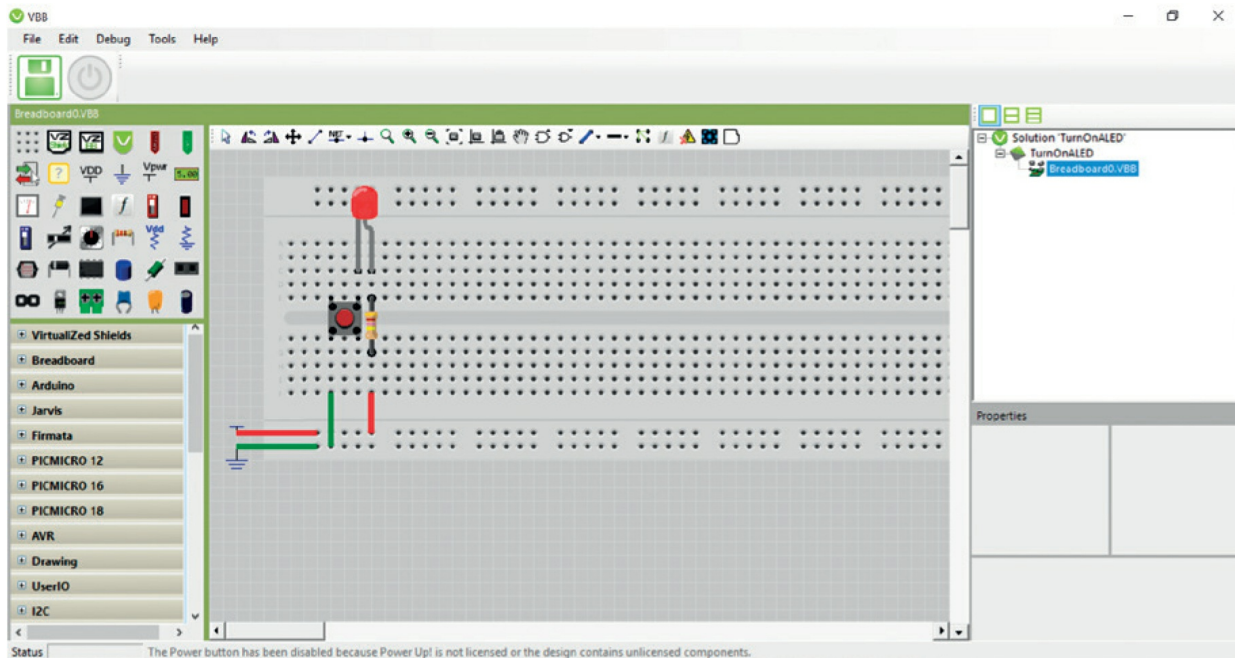 VBB
File Edit Debug Tools Help
Breadboard0.VBB
VDD
Vpwr
5.00
Vdd
VirtualiZed Shields
Breadboard
Arduino
Jarvis
Firmata
PICMICRO 12
PICMICRO 16
PICMICRO 18
AVR
Drawing
UserIO
I2C
Solution 'TurnOnALED'
TurnOnALED
Breadboard0.VBB
Properties
Status
The Power button has been disabled because Power Up! is not licensed or the design contains unlicensed components.